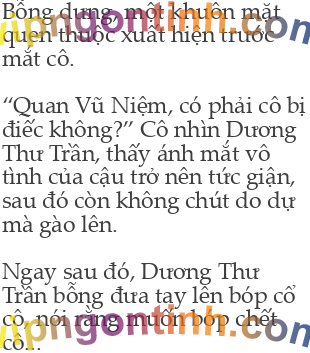 Bỗng dưng, một khuôn mặt
quen thuộc xuất hiện trước
mắt cô.
“Quan Vũ Niệm, có phải cô bị
điếc không?” Cô nhìn Dương
Thư Trần, thấy ánh mắt vô
tình của cậu trở nên tức giận,
sau đó còn không chút do dự
mà gào lên.
Ngay sau đó, Dương Thư
Trần bỗng đưa tay lên bóp cổ
cô, nói rằng muốn bóp chết
cô...
vipngontinh.com
vipngontinh.com